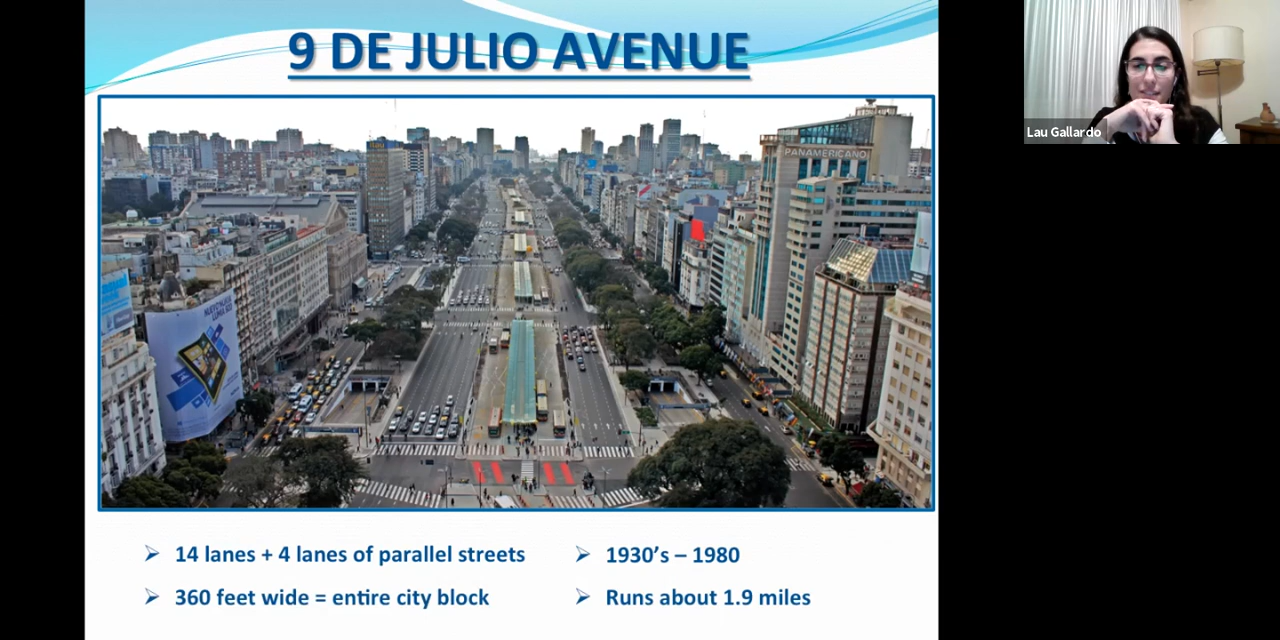 9 DE JULIO AVENUE
PANAMERICANO
14 lanes + 4 lanes of parallel streets
360 feet wide = entire city block
1930’s – 1980
Runs about 1.9 miles
Lau Gallardo